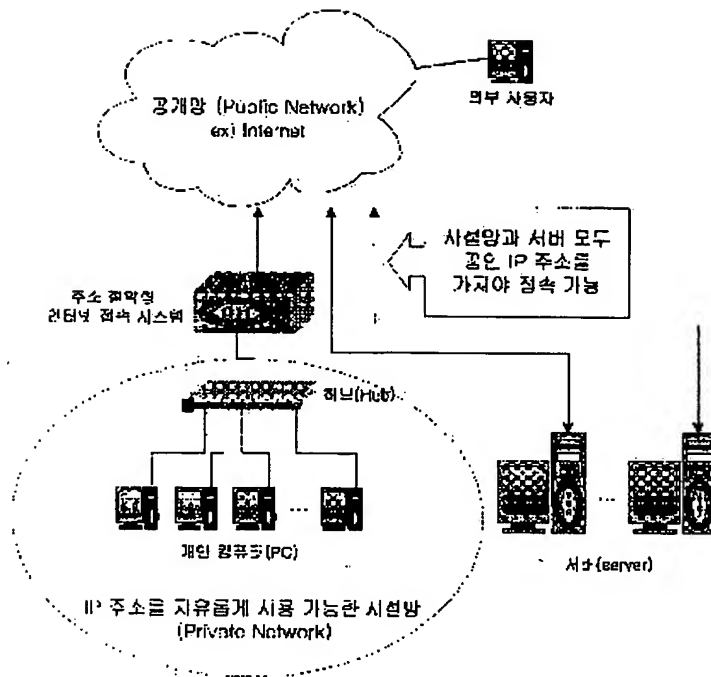 공개망 (Public Network)
ex) Internet
외부 사용자
사설망과 서버 모두
공인 IP 주소를
가져야 접속 가능
주소 절약형
인터넷 접속 시스템
허브(Hub)
...
...
개인 컴퓨터(PC)
서버(server)
IP 주소를 자유롭게 사용 가능한 사설망
(Private Network)